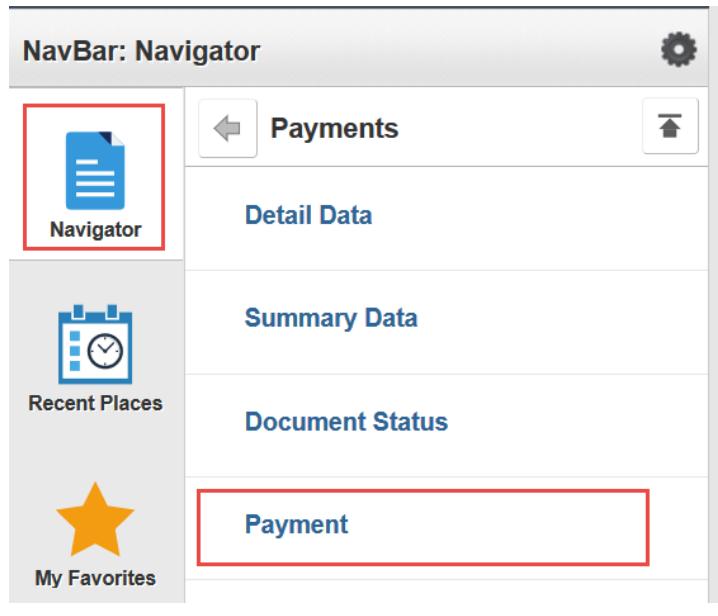 NavBar: Navigator
Navigator
Recent Places
My Favorites
Payments
Detail Data
Summary Data
Document Status
Payment